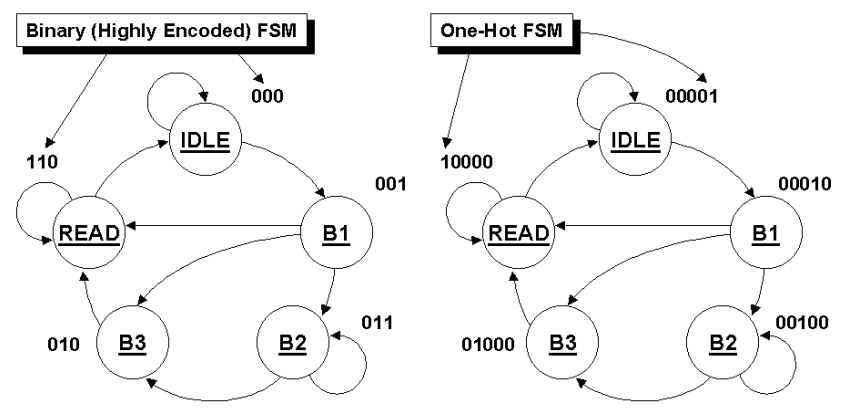 Binary (Highly Encoded) FSM
000
IDLE
110
001
READ
B1
011
010
B3
B2
One-Hot FSM
00001
IDLE
10000
00010
READ
B1
00100
01000
B3
B2